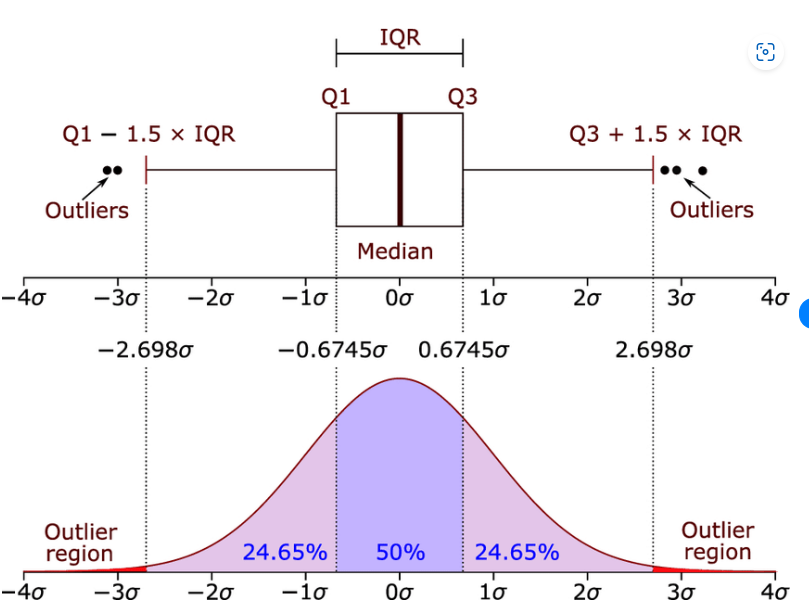 IQR
Q1 Q3
Q1 − 1.5 × IQR Q3 + 1.5 × IQR
Outliers Outliers
Median
−4σ −3σ −2σ −1σ 0σ 1σ 2σ 3σ 4σ
−2.698σ −0.6745σ 0.6745σ 2.698σ
Outlier Outlier
region region
24.65% 50% 24.65%
−4σ −3σ −2σ −1σ 0σ 1σ 2σ 3σ 4σ